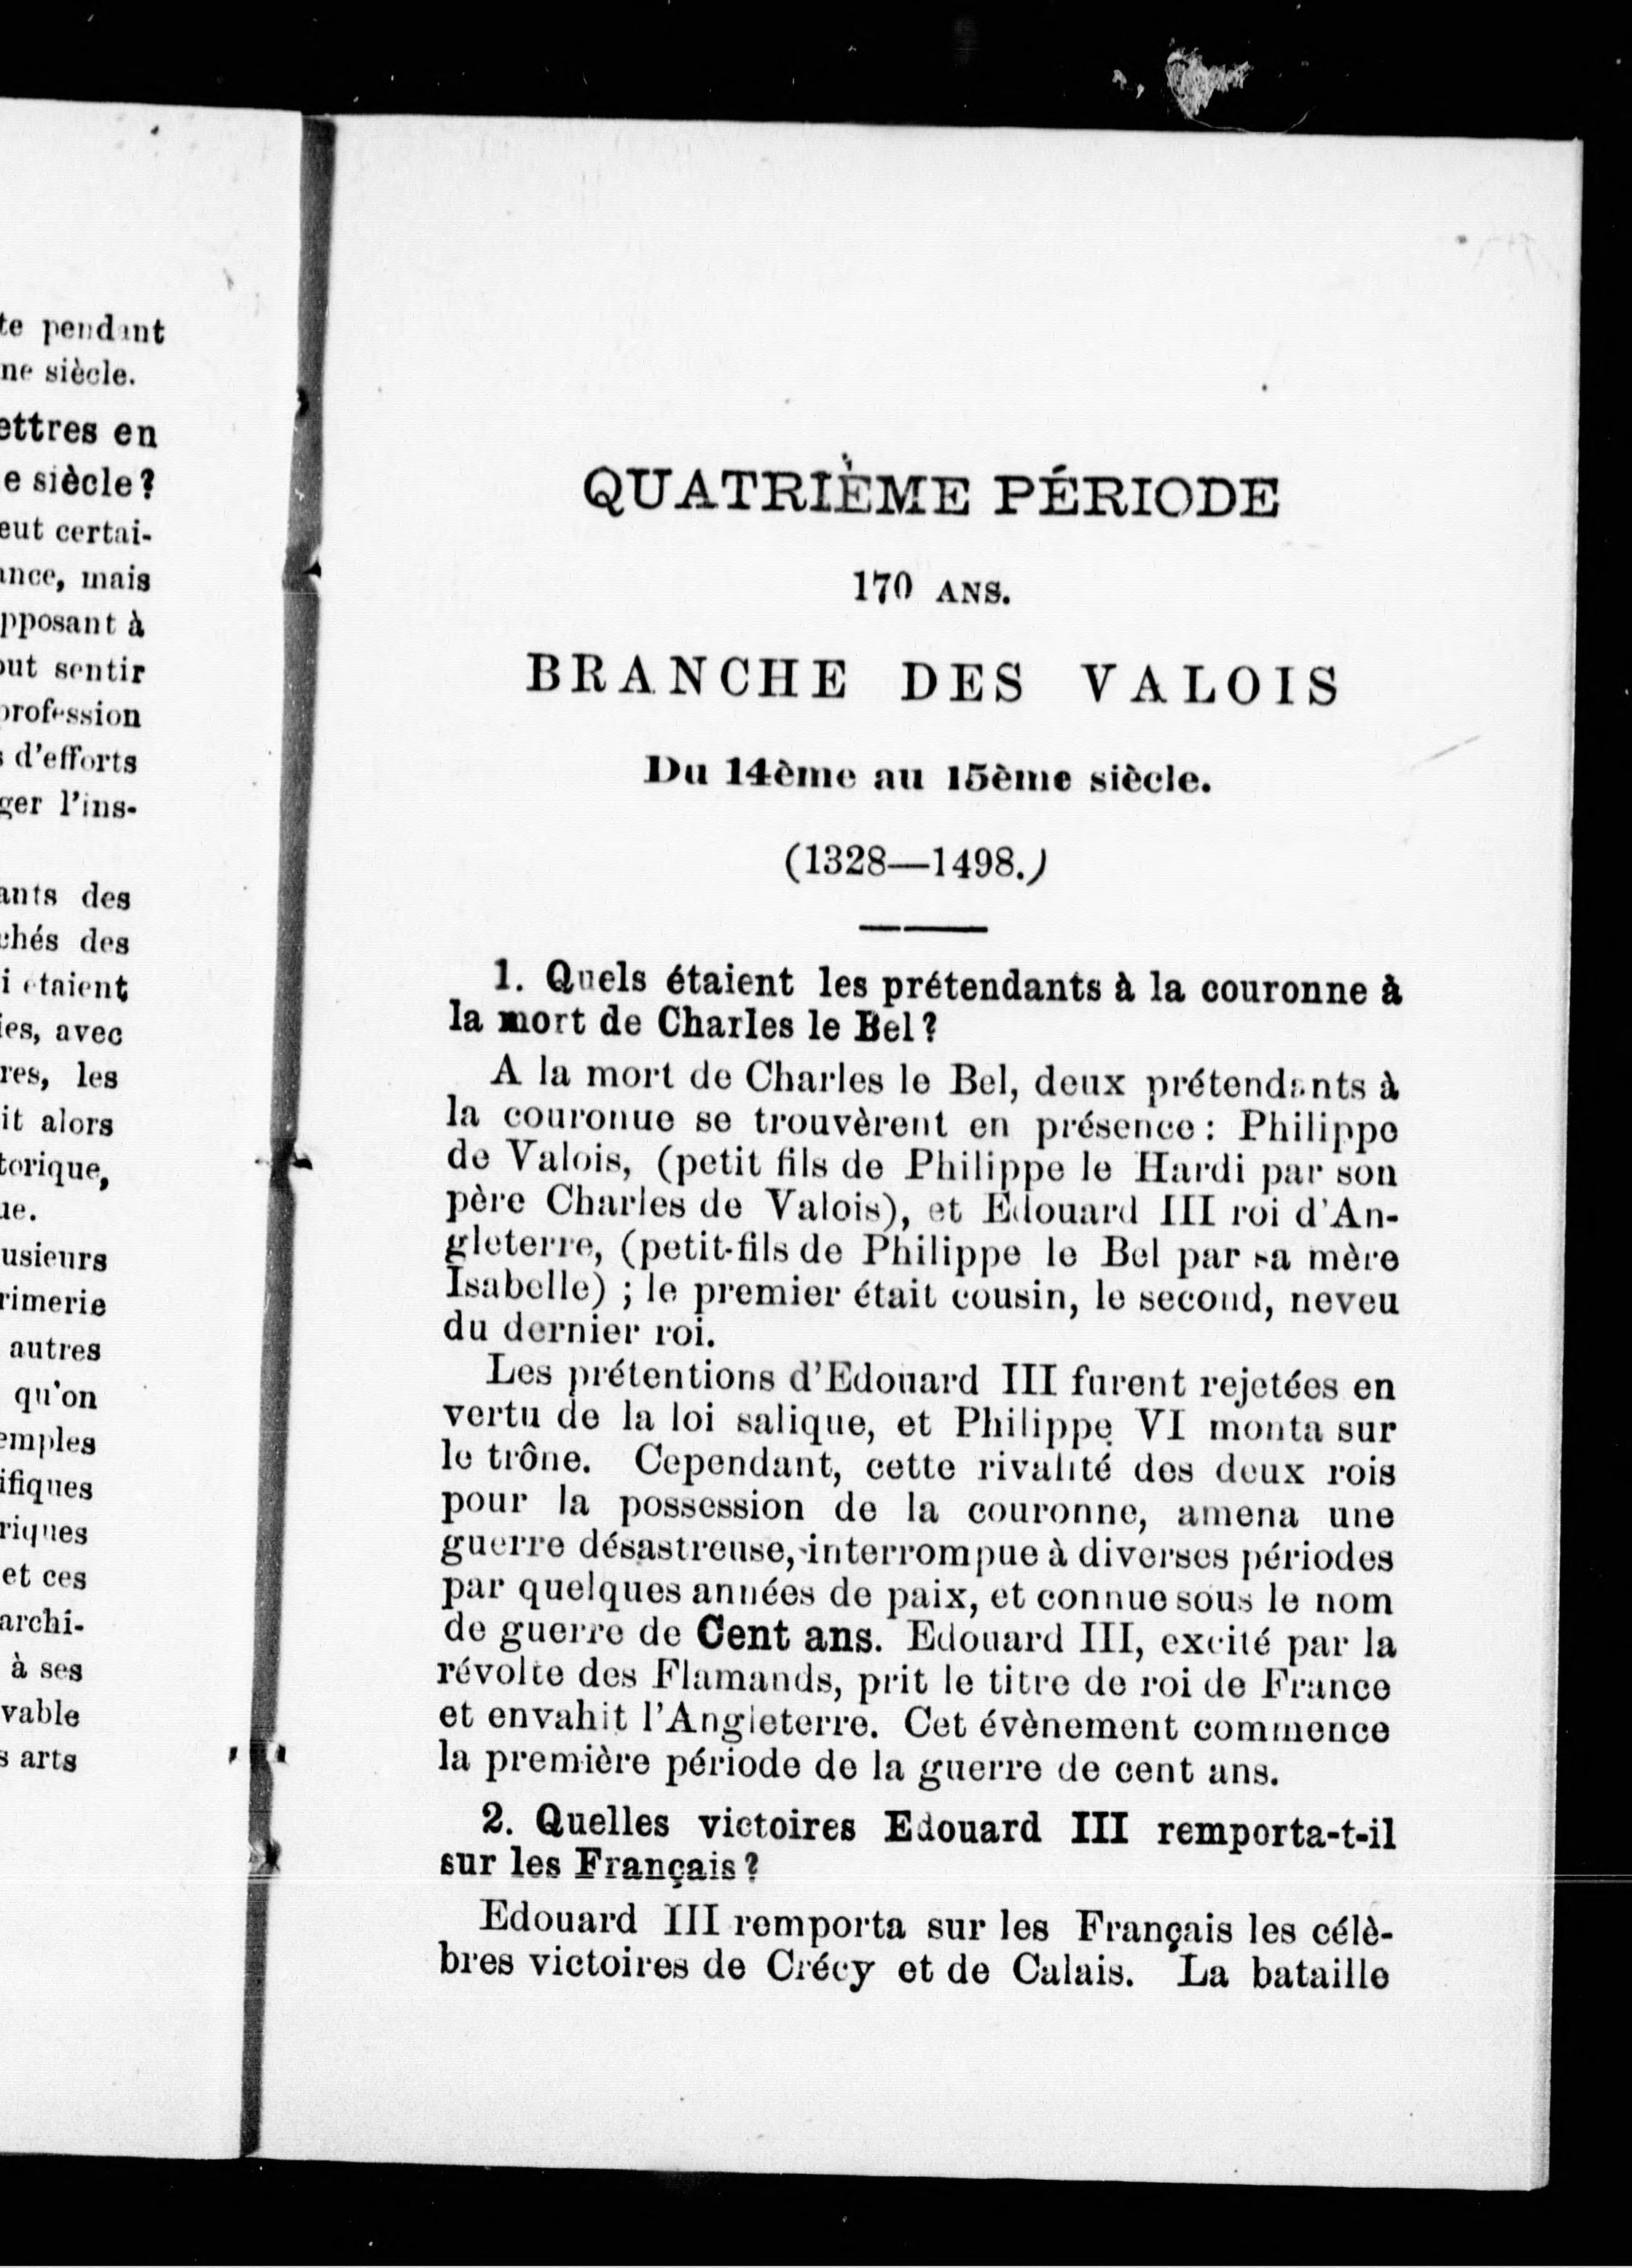 te pendant
ne siècle.
ettres en
e siècle?
eut certai-
ance, mais
pposant à
out sentir
profession
s d'efforts
ger l'ins-
ants des
chés des
i étaient
ies, avec
res, les
it alors
torique,
ue.
usieurs
rimerie
autres
qu'on
emples
ifiques
riques
et ces
archi-
à ses
vable
s arts
QUATRIÈME PÉRIODE
170 ANS.
BRANCHE DES VALOIS
Du 14ème au 15ème siècle.
(1328—1498.)
1. Quels étaient les prétendants à la couronne à
la mort de Charles le Bel?
A la mort de Charles le Bel, deux prétendants à
la couronue se trouvèrent en présence: Philippe
de Valois, (petit fils de Philippe le Hardi par son
père Charles de Valois), et Edouard III roi d'An-
gleterre, (petit-fils de Philippe le Bel par sa mère
Isabelle) ; le premier était cousin, le second, neveu
du dernier roi.
Les prétentions d'Edouard III furent rejetées en
vertu de la loi salique, et Philippe VI monta sur
le trône. Cependant, cette rivalité des deux rois
pour la possession de la couronne, amena une
guerre désastreuse, interrompue à diverses périodes
par quelques années de paix, et connue sous le nom
de guerre de Cent ans. Edouard III, excité par la
révolte des Flamands, prit le titre de roi de France
et envahit l'Angleterre. Cet évènement commence
la première période de la guerre de cent ans.
2. Quelles victoires Edouard III remporta-t-il
sur les Français?
Edouard III remporta sur les Français les célè-
bres victoires de Crécy et de Calais. La bataille